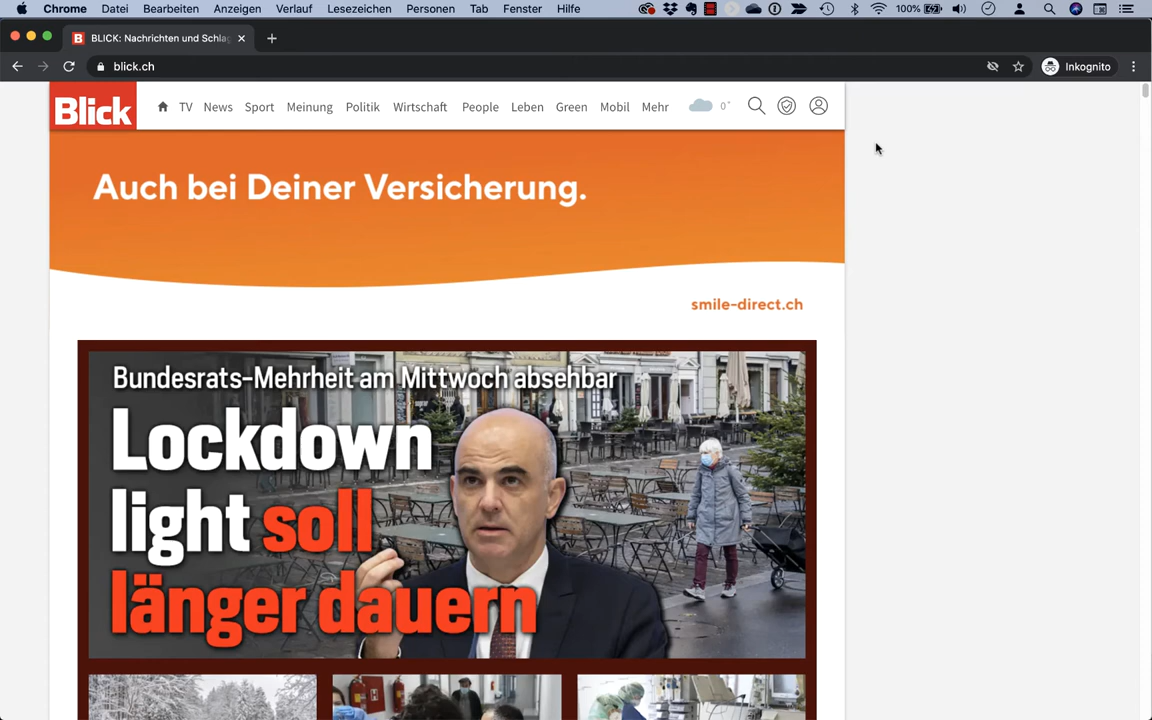 Chrome Datei Bearbeiten Anzeigen Verlauf Lesezeichen Personen Tab Fenster Hilfe 100%
BLICK: Nachrichten und Schlag
blick.ch Inkognito
Blick TV News Sport Meinung Politik Wirtschaft People Leben Green Mobil Mehr 0°
Auch bei Deiner Versicherung.
smile-direct.ch
Bundesrats-Mehrheit am Mittwoch absehbar
Lockdown
light soll
länger dauern